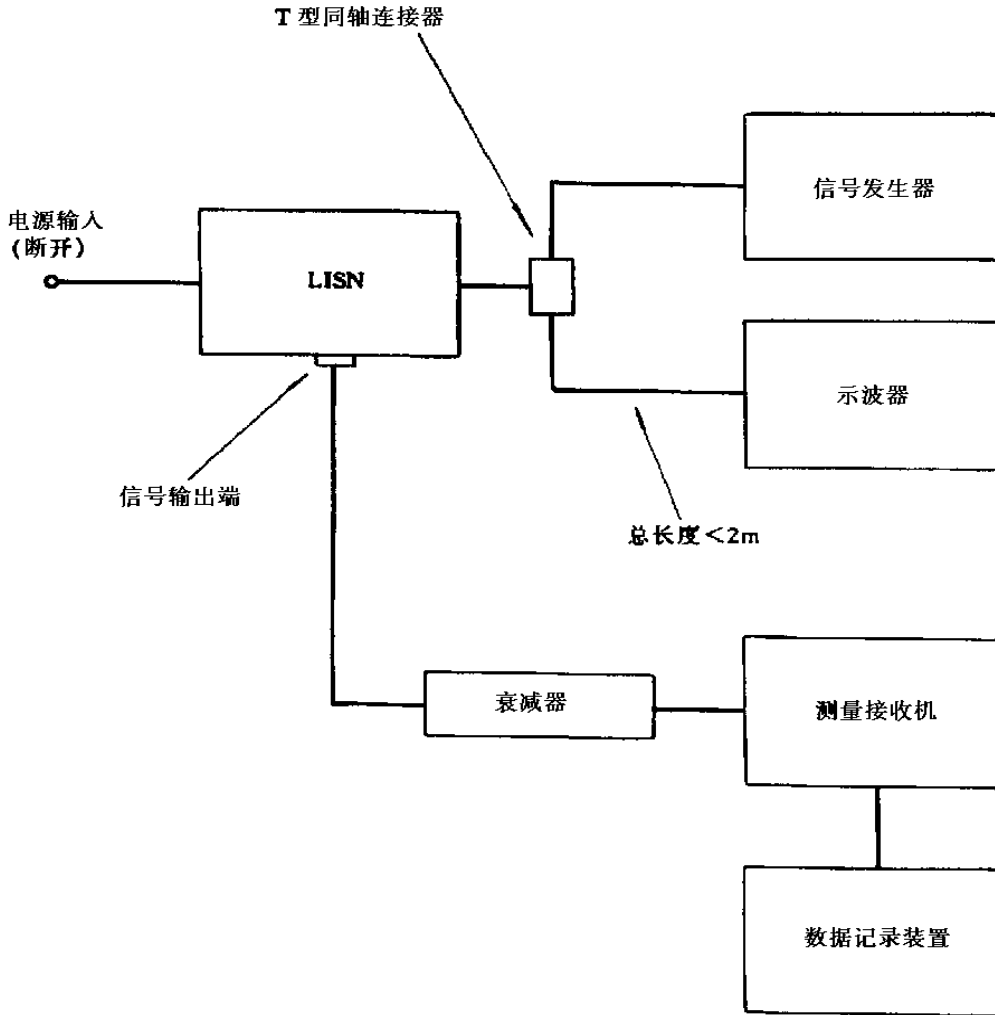 T 型同轴连接器
信号发生器
电源输入
(断开)
LISN
示波器
信号输出端
总长度<2m
衰减器
测量接收机
数据记录装置